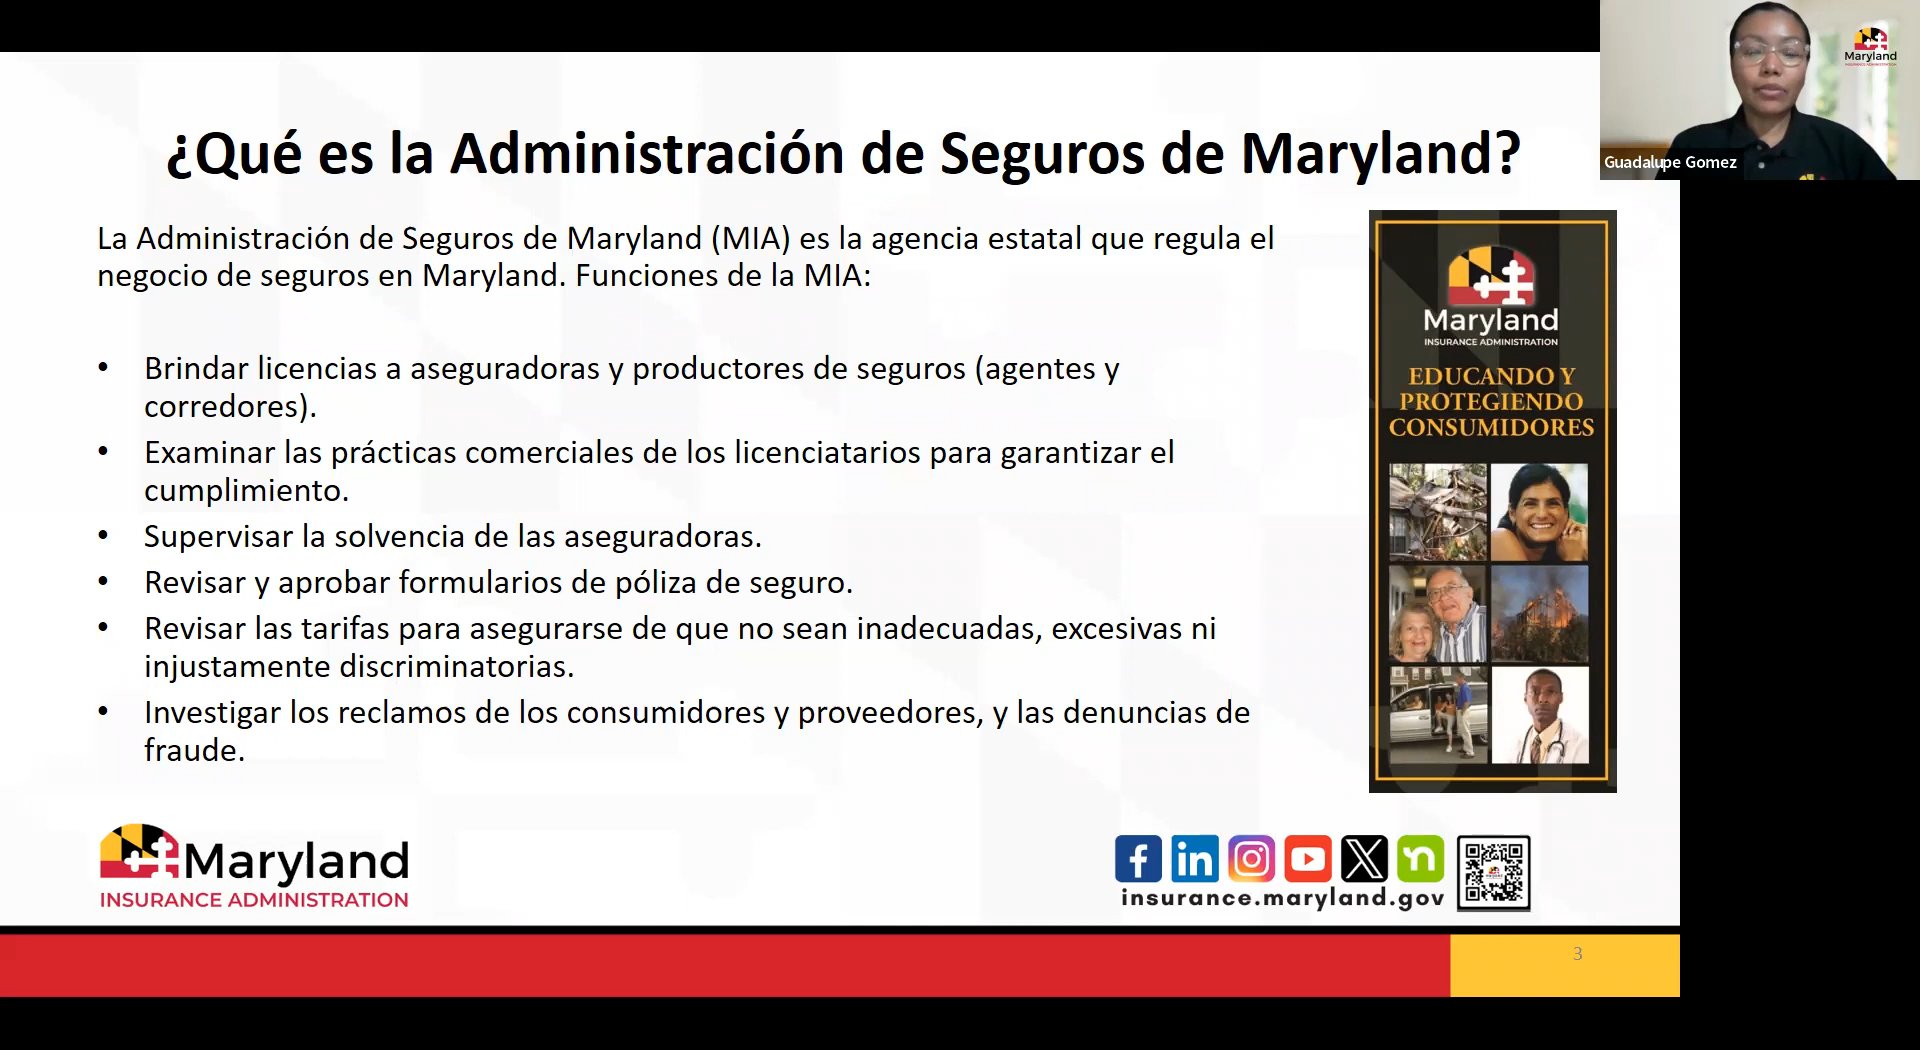 ¿Qué es la Administración de Seguros de Maryland?
La Administración de Seguros de Maryland (MIA) es la agencia estatal que regula el
negocio de seguros en Maryland. Funciones de la MIA:
• Brindar licencias a aseguradoras y productores de seguros (agentes y
corredores).
• Examinar las prácticas comerciales de los licenciatarios para garantizar el
cumplimiento.
• Supervisar la solvencia de las aseguradoras.
• Revisar y aprobar formularios de póliza de seguro.
• Revisar las tarifas para asegurarse de que no sean inadecuadas, excesivas ni
injustamente discriminatorias.
• Investigar los reclamos de los consumidores y proveedores, y las denuncias de
fraude.
Maryland
INSURANCE ADMINISTRATION
EDUCANDO Y
PROTEGIENDO
CONSUMIDORES
Maryland
INSURANCE ADMINISTRATION
insurance.maryland.gov
3
Maryland
INSURANCE ADMINISTRATION
Guadalupe Gomez